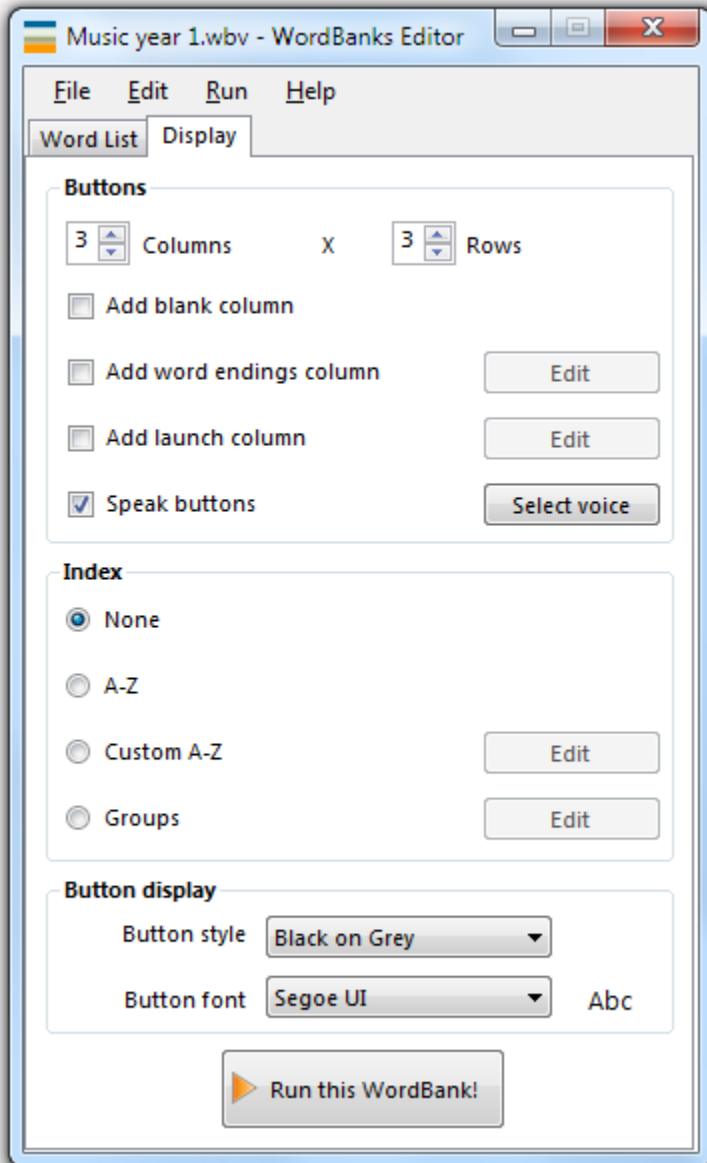 Music year 1.wbv - WordBanks Editor
File Edit Run Help
Word List Display
Buttons
3 Columns X 3 Rows
Add blank column
Add word endings column Edit
Add launch column Edit
Speak buttons Select voice
Index
None
A-Z
Custom A-Z Edit
Groups Edit
Button display
Button style Black on Grey
Button font Segoe UI Abc
Run this WordBank!